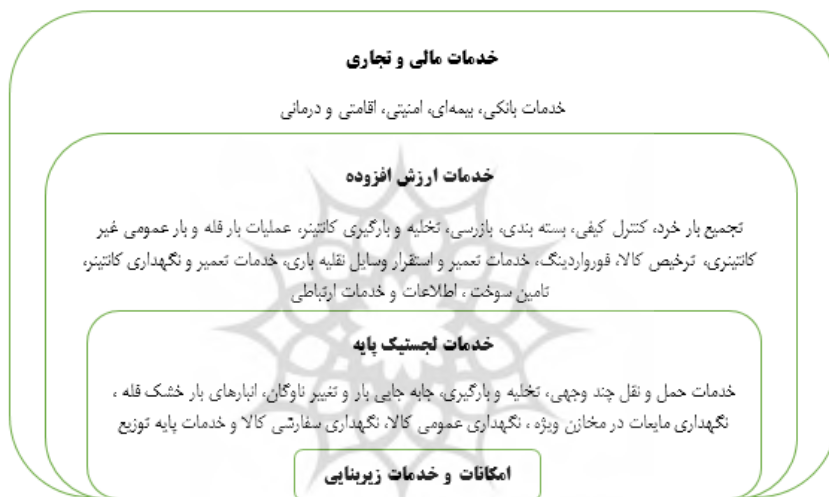 خدمات مالی و تجاری
خدمات بانکی، بیمه‌ای، امنیتی، اقامتی و درمانی
خدمات ارزش افزوده
تجمیع بار خرد، کنترل کیفی، بسته بندی، بازرسی، تخلیه و بارگیری کانتینر، عملیات بار فله و بار عمومی غیر
کانتینری، ترخیص کالا، فورواردینگ، خدمات تعمیر و استقرار وسایل نقلیه باری، خدمات تعمیر و نگهداری کانتینر،
تامین سوخت ، اطلاعات و خدمات ارتباطی
خدمات لجستیک پایه
خدمات حمل و نقل چند وجهی، تخلیه و بارگیری، جابه جایی بار و تغییر ناوگان، انبارهای بار خشک فله ،
نگهداری مایعات در مخازن ویژه ، نگهداری عمومی کالا، نگهداری سفارشی کالا و خدمات پایه توزیع
امکانات و خدمات زیربنایی